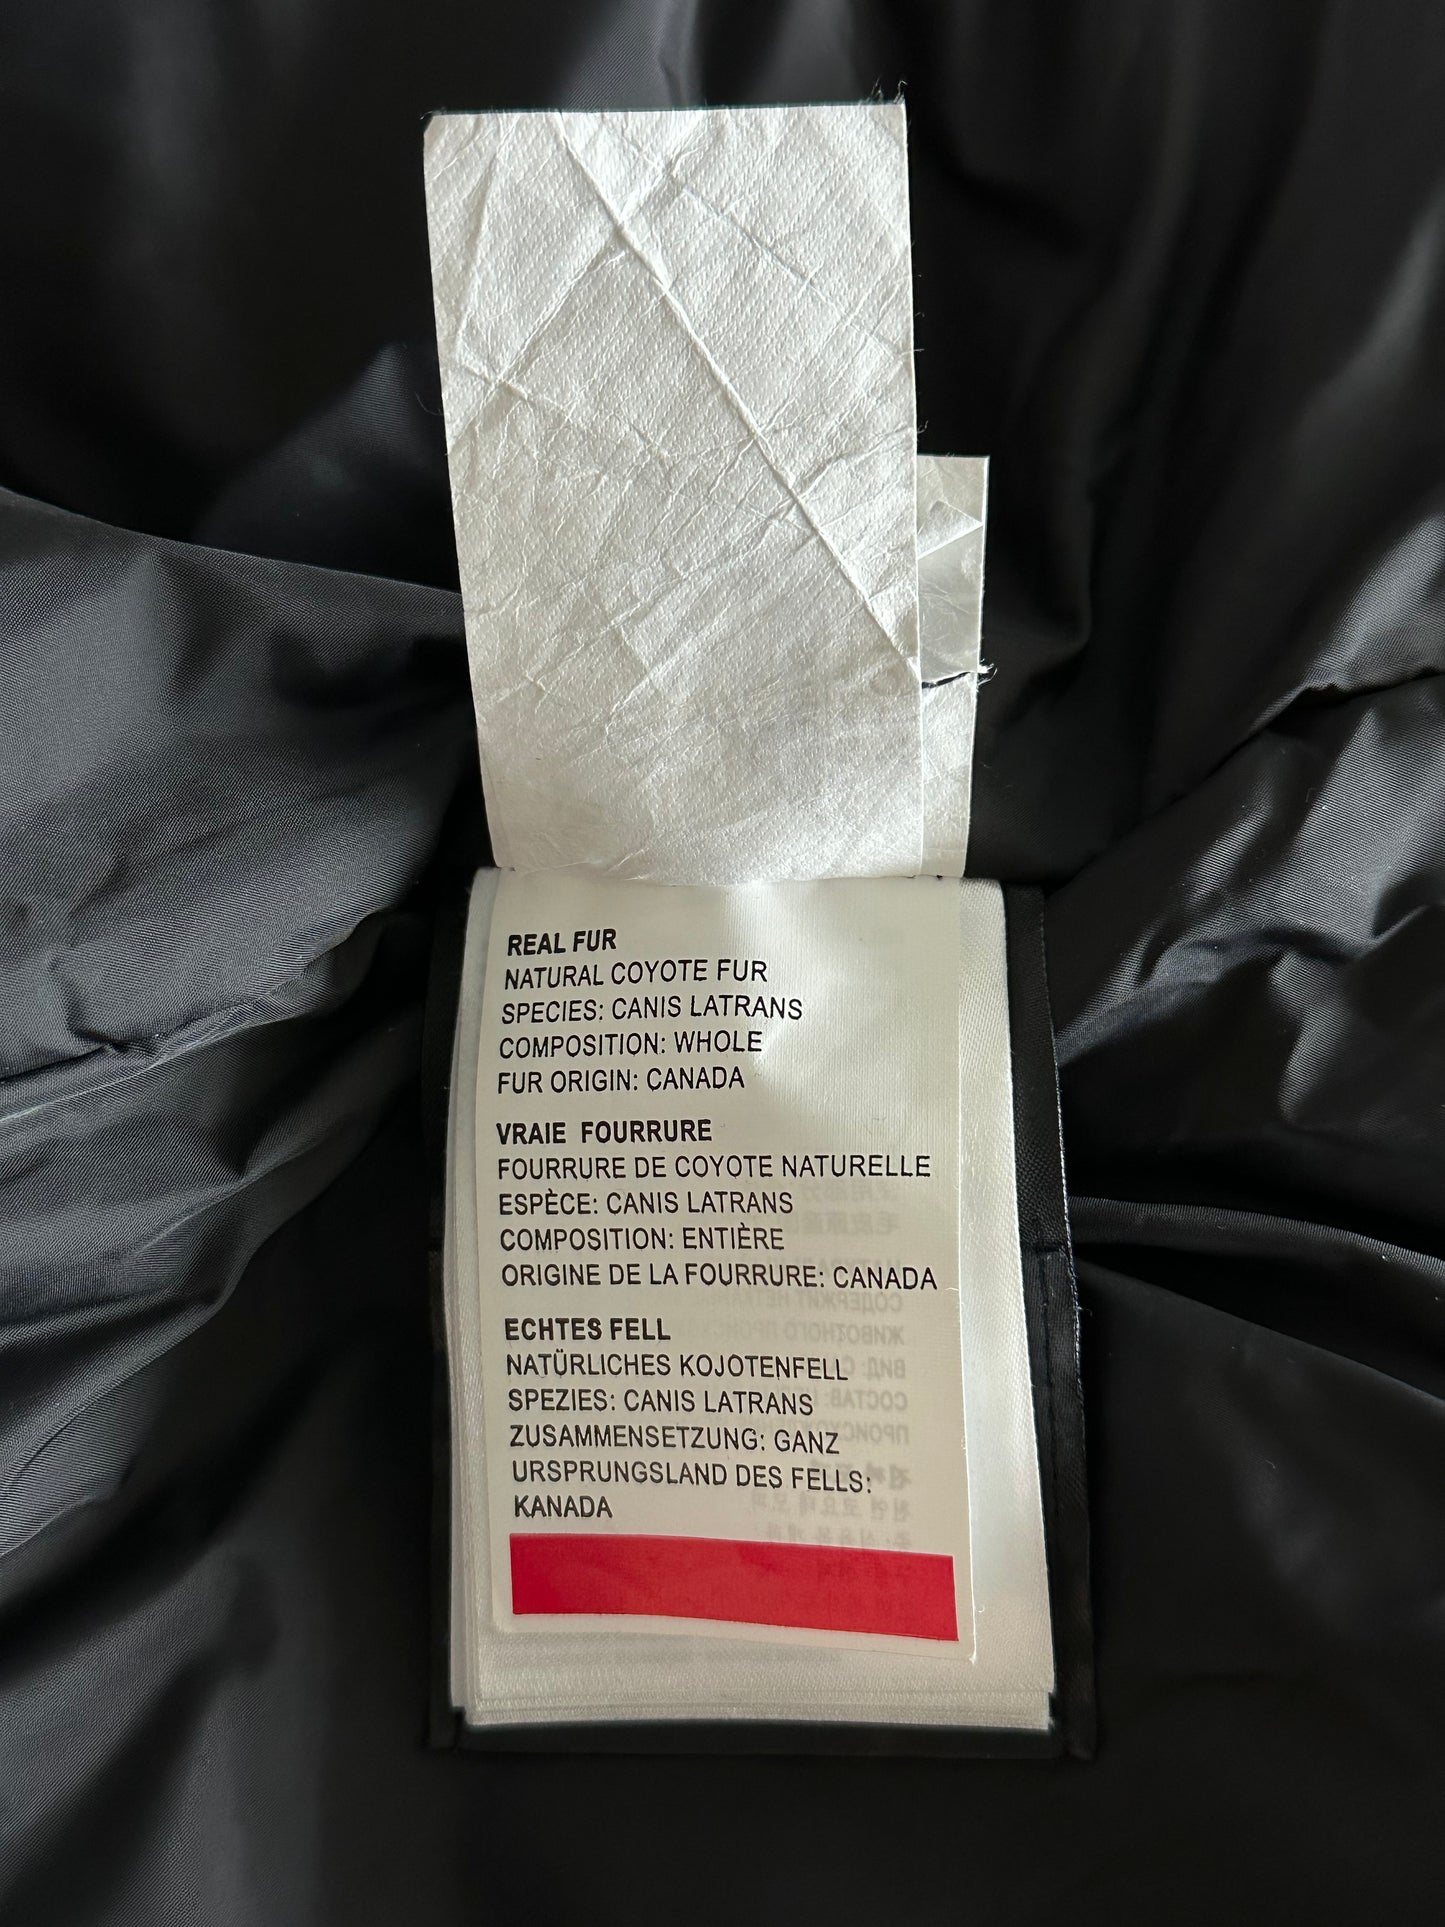 REAL FUR
NATURAL COYOTE FUR
SPECIES: CANIS LATRANS
COMPOSITION: WHOLE
FUR ORIGIN: CANADA
VRAIE FOURRURE
FOURRURE DE COYOTE NATURELLE
ESPÈCE: CANIS LATRANS
COMPOSITION: ENTIÈRE
ORIGINE DE LA FOURRURE: CANADA
ECHTES FELL
NATÜRLICHES KOJOTENFELL
SPEZIES: CANIS LATRANS
ZUSAMMENSETZUNG: GANZ
URSPRUNGSLAND DES FELLS:
KANADA